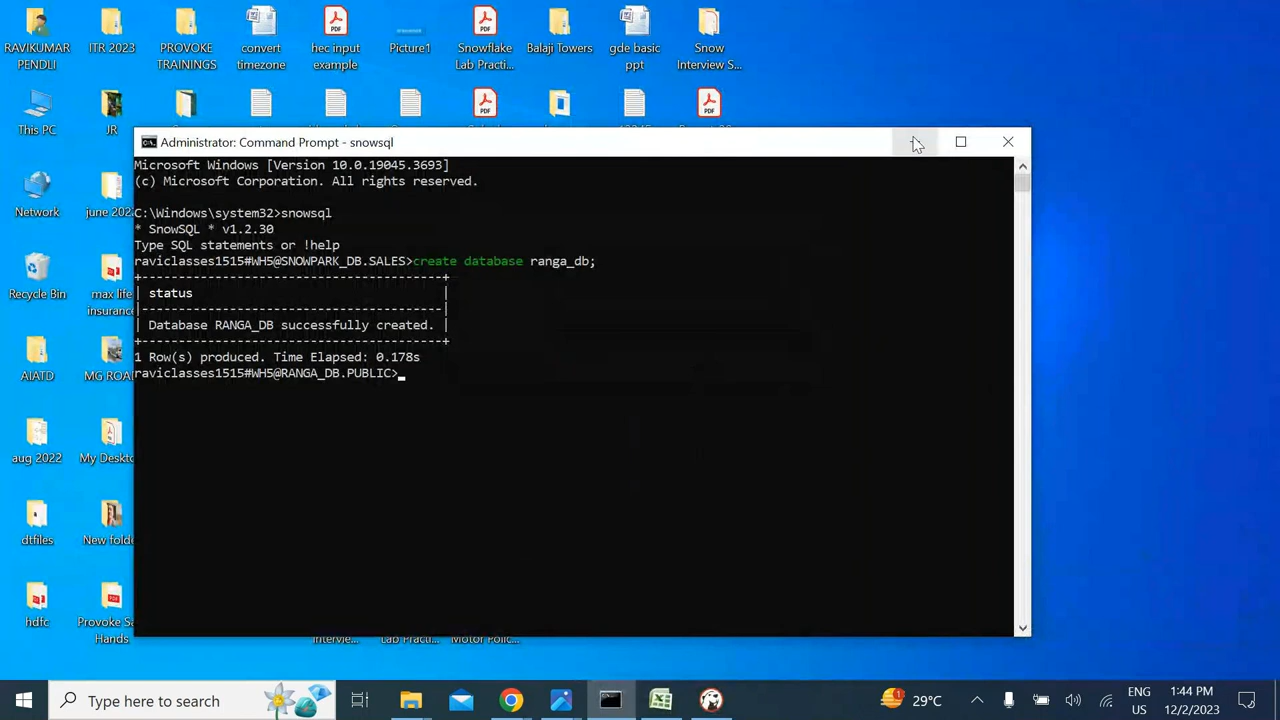 RAVIKUMAR PENDLI
ITR 2023
PROVOKE TRAININGS
convert timezone
hec input example
Picture1
Snowflake Lab Practi...
Balaji Towers
gde basic ppt
Snow Interview S...
This PC
JR
Administrator: Command Prompt - snowsql
Microsoft Windows [Version 10.0.19045.3693]
(c) Microsoft Corporation. All rights reserved.
C:\Windows\system32>snowsql
* SnowSQL * v1.2.30
Type SQL statements or !help
raviclasses1515#WH5@SNOWPARK_DB.SALES>create database ranga_db;
+---------------------------------------+
| status |
|---------------------------------------|
| Database RANGA_DB successfully created. |
+---------------------------------------+
1 Row(s) produced. Time Elapsed: 0.178s
raviclasses1515#WH5@RANGA_DB.PUBLIC>_
Network
june 202
Recycle Bin
max life
insurance
AIATD
MG ROA
aug 2022
My Deskto
dtfiles
New folde
hdfc
Provoke Sa
Hands
Intervie...
Lab Practi...
Motor Polic...
Type here to search
29°C
ENG
US
1:44 PM
12/2/2023